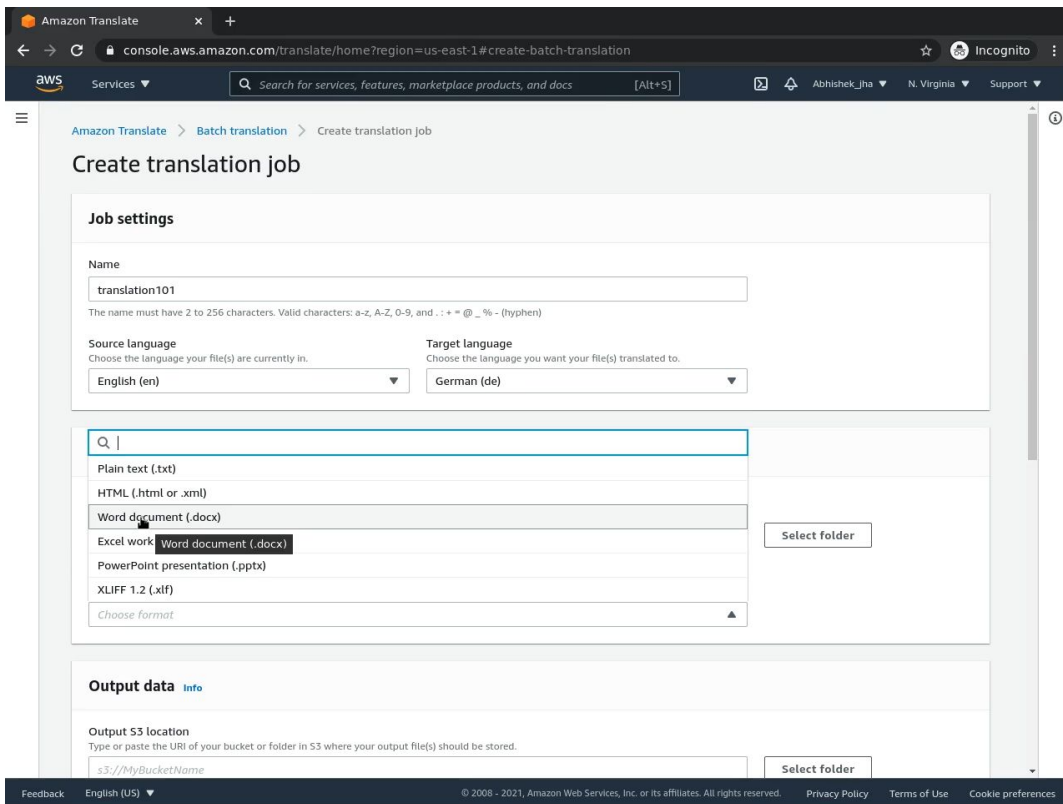 Amazon Translate
console.aws.amazon.com/translate/home?region=us-east-1#create-batch-translation
Incognito
aws
Services ▼
Search for services, features, marketplace products, and docs [Alt+S]
Abhishek_jha ▼
N. Virginia ▼
Support ▼
Amazon Translate > Batch translation > Create translation job
Create translation job
Job settings
Name
translation101
The name must have 2 to 256 characters. Valid characters: a-z, A-Z, 0-9, and . : + = @ _ % - (hyphen)
Source language
Choose the language your file(s) are currently in.
English (en)
Target language
Choose the language you want your file(s) translated to.
German (de)
Plain text (.txt)
HTML (.html or .xml)
Word document (.docx)
Excel work
Word document (.docx)
PowerPoint presentation (.pptx)
XLIFF 1.2 (.xlf)
Choose format
Select folder
Output data Info
Output S3 location
Type or paste the URI of your bucket or folder in S3 where your output file(s) should be stored.
s3://MyBucketName
Select folder
Feedback
English (US) ▼
© 2008 - 2021, Amazon Web Services, Inc. or its affiliates. All rights reserved.
Privacy Policy
Terms of Use
Cookie preferences